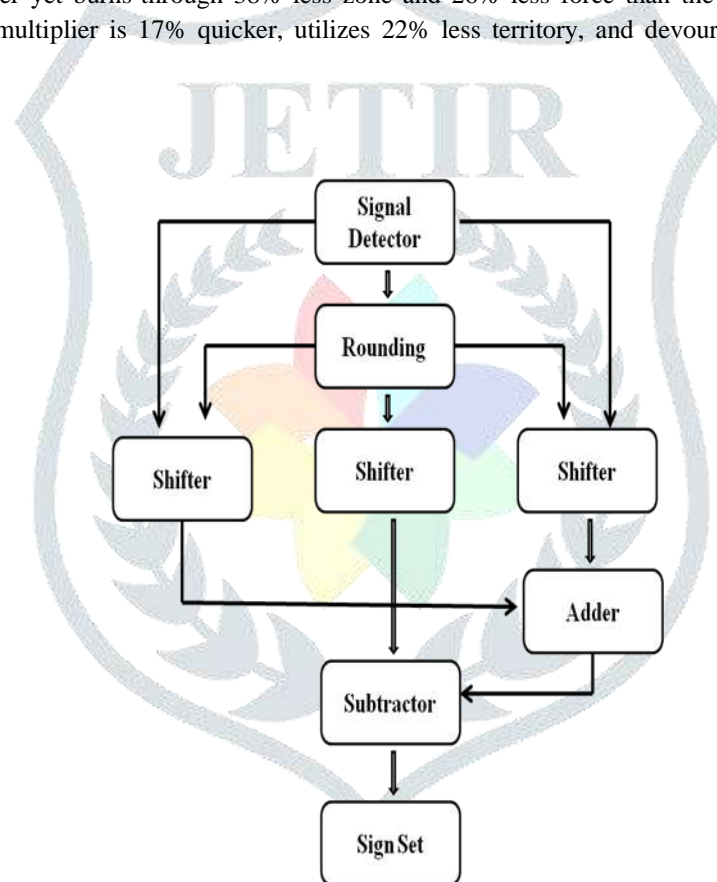 er yet burns through 38% less zone and 26% less force than the
multiplier is 17% quicker, utilizes 22% less territory, and devour
JETIR
Signal
Detector
Rounding
Shifter
Shifter
Shifter
Adder
Subtractor
Sign Set